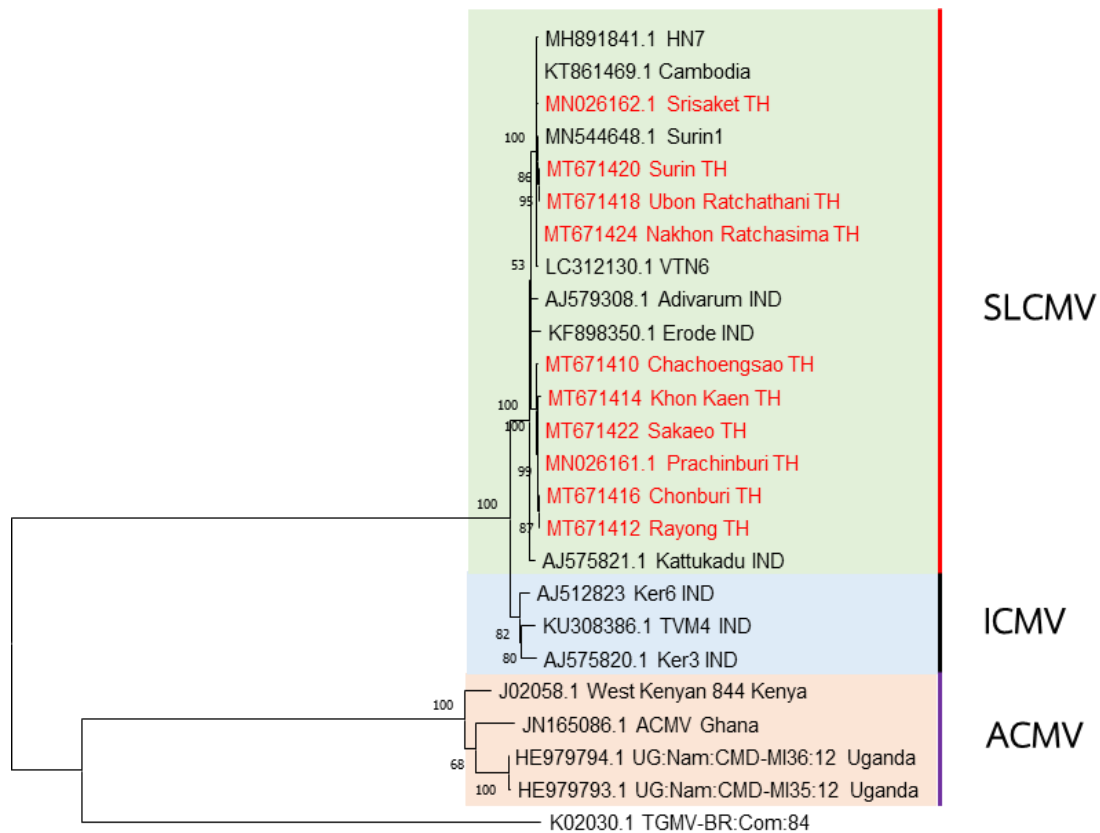 MH891841.1 HN7
100
KT861469.1 Cambodia
MN026162.1 Srisaket TH
MN544648.1 Surin1
86
MT671420 Surin TH
95
MT671418 Ubon Ratchathani TH
MT671424 Nakhon Ratchasima TH
53
LC312130.1 VTN6
AJ579308.1 Adivarum IND
SLCMV
KF898350.1 Erode IND
MT671410 Chachoengsao TH
100
MT671414 Khon Kaen TH
100
MT671422 Sakaeo TH
99
MN026161.1 Prachinburi TH
100
MT671416 Chonburi TH
87
MT671412 Rayong TH
AJ575821.1 Kattukadu IND
AJ512823 Ker6 IND
ICMV
82
KU308386.1 TVM4 IND
80
AJ575820.1 Ker3 IND
J02058.1 West Kenyan 844 Kenya
100
JN165086.1 ACMV Ghana
ACMV
68
HE979794.1 UG:Nam:CMD-MI36:12 Uganda
100
HE979793.1 UG:Nam:CMD-MI35:12 Uganda
K02030.1 TGMV-BR:Com:84